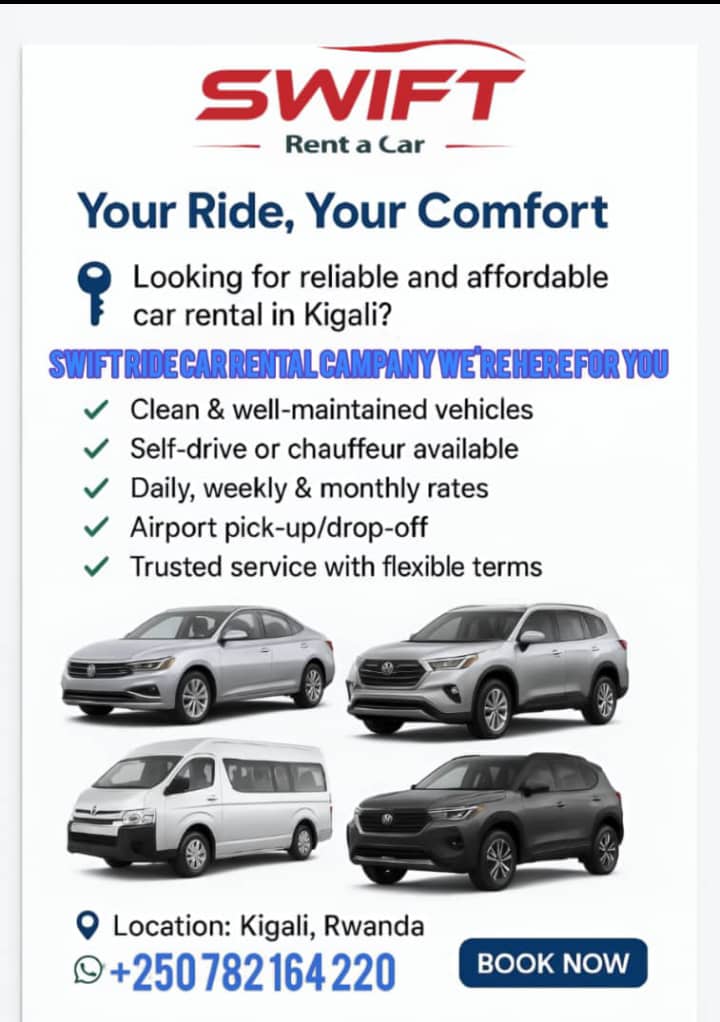 SWIFT
Rent a Car
Your Ride, Your Comfort
Looking for reliable and affordable
car rental in Kigali?
SWIFT RIDE CAR RENTAL CAMPANY WE'RE HERE FOR YOU
Clean & well-maintained vehicles
Self-drive or chauffeur available
Daily, weekly & monthly rates
Airport pick-up/drop-off
Trusted service with flexible terms
Location: Kigali, Rwanda
+250 782 164 220
BOOK NOW